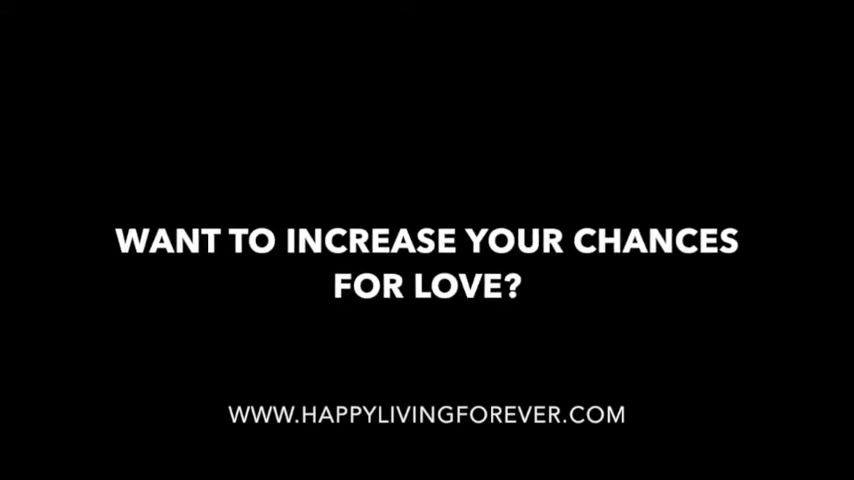 WANT TO INCREASE YOUR CHANCES
FOR LOVE?
WWW.HAPPYLIVINGFOREVER.COM